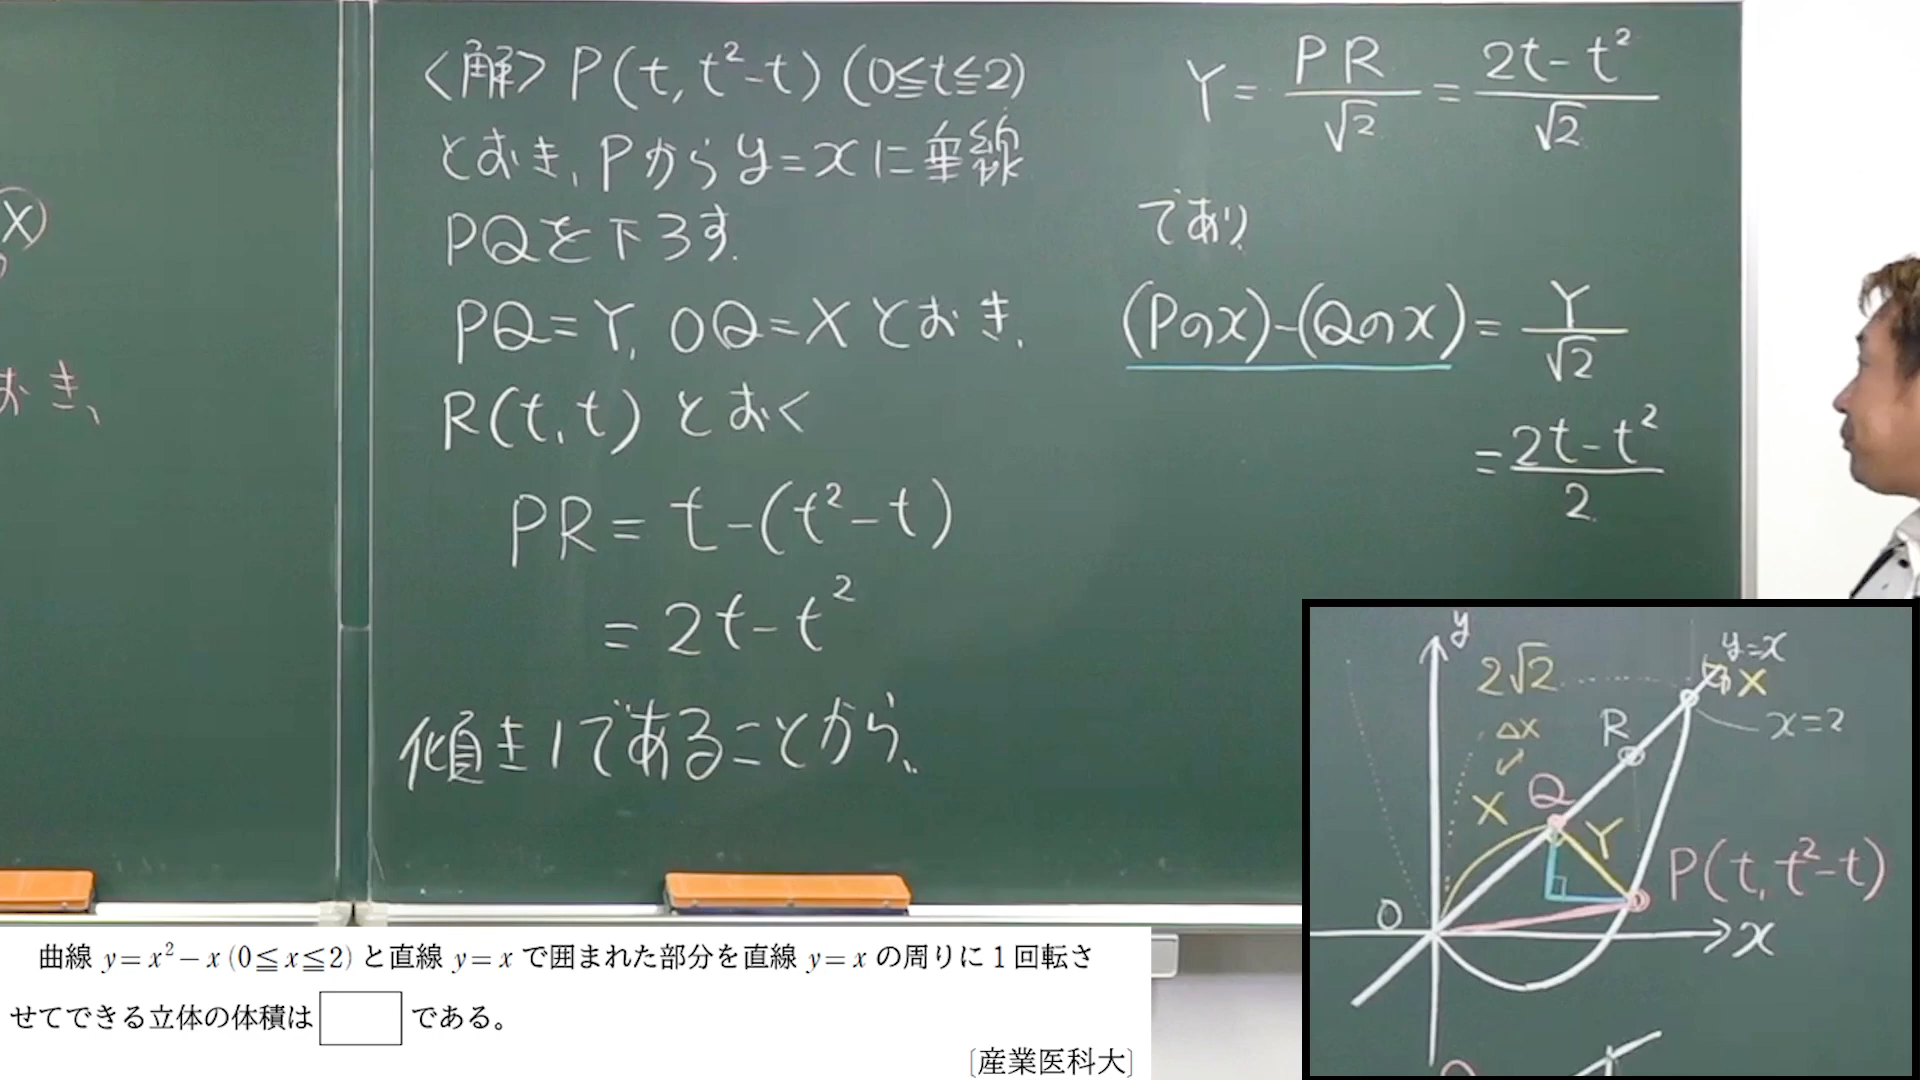 X)
おき、
<解> P(t, t²-t) (0≦t≦2)
とおき、Pから y=x に垂線
PQを下ろす.
PQ=Y, OQ=X とおき、
R(t, t) とおく
PR = t-(t²-t)
= 2t-t²
傾き1であることから、
Y = PR/√2 = (2t-t²)/√2
であり
(Pのx)-(Qのx) = Y/√2
= (2t-t²)/2
y
2√2
y=x
X
ΔX
R
x=2
Q
X
Y
P(t, t²-t)
O
x
曲線 y=x²-x (0≦x≦2) と直線 y=x で囲まれた部分を直線 y=x の周りに1回転さ
せてできる立体の体積は□である。
[産業医科大]